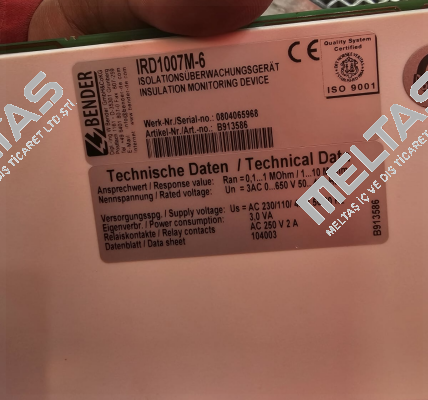 BENDER
IRD1007M-6
ISOLATIONSÜBERWACHUNGSGERÄT
INSULATION MONITORING DEVICE
Werk-Nr./Serial-no.: 0804065968
Artikel-Nr./Art.-no.: B913586
CE
Quality System
Certified
ISO 9001
Technische Daten / Technical Data
Ansprechwert / Response value: Ran = 0,1...1 MOhm / 1...10
Nennspannung / Rated voltage: Un = 3AC 0...650 V 50...
Versorgungsspg. / Supply voltage: Us = AC 230/110/
Eigenverbr. / Power consumption: 3,0 VA
Relaiskontakte / Relay contacts AC 250 V 2 A
Datenblatt / Data sheet 104003
B913586
MELTAS
MELTAŞ İÇ VE DIŞ TİCARET LTD ŞTİ.